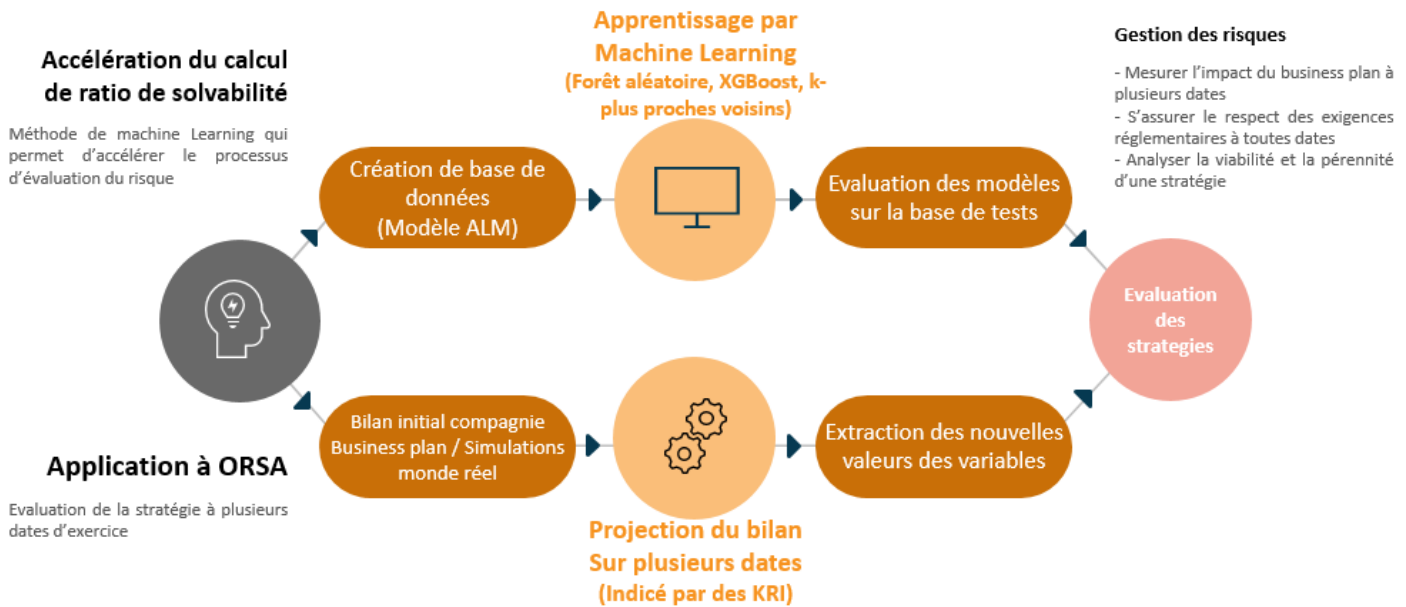 Accélération du calcul
de ratio de solvabilité
Méthode de machine Learning qui
permet d'accélérer le processus
d'évaluation du risque
Création de base de
données
(Modèle ALM)
Apprentissage par
Machine Learning
(Forêt aléatoire, XGBoost, k-
plus proches voisins)
Evaluation des modèles
sur la base de tests
Gestion des risques
- Mesurer l'impact du business plan à
plusieurs dates
- S'assurer le respect des exigences
réglementaires à toutes dates
- Analyser la viabilité et la pérennité
d'une stratégie
Evaluation
des
strategies
Application à ORSA
Evaluation de la stratégie à plusieurs
dates d'exercice
Bilan initial compagnie
Business plan / Simulations
monde réel
Projection du bilan
Sur plusieurs dates
(Indicé par des KRI)
Extraction des nouvelles
valeurs des variables